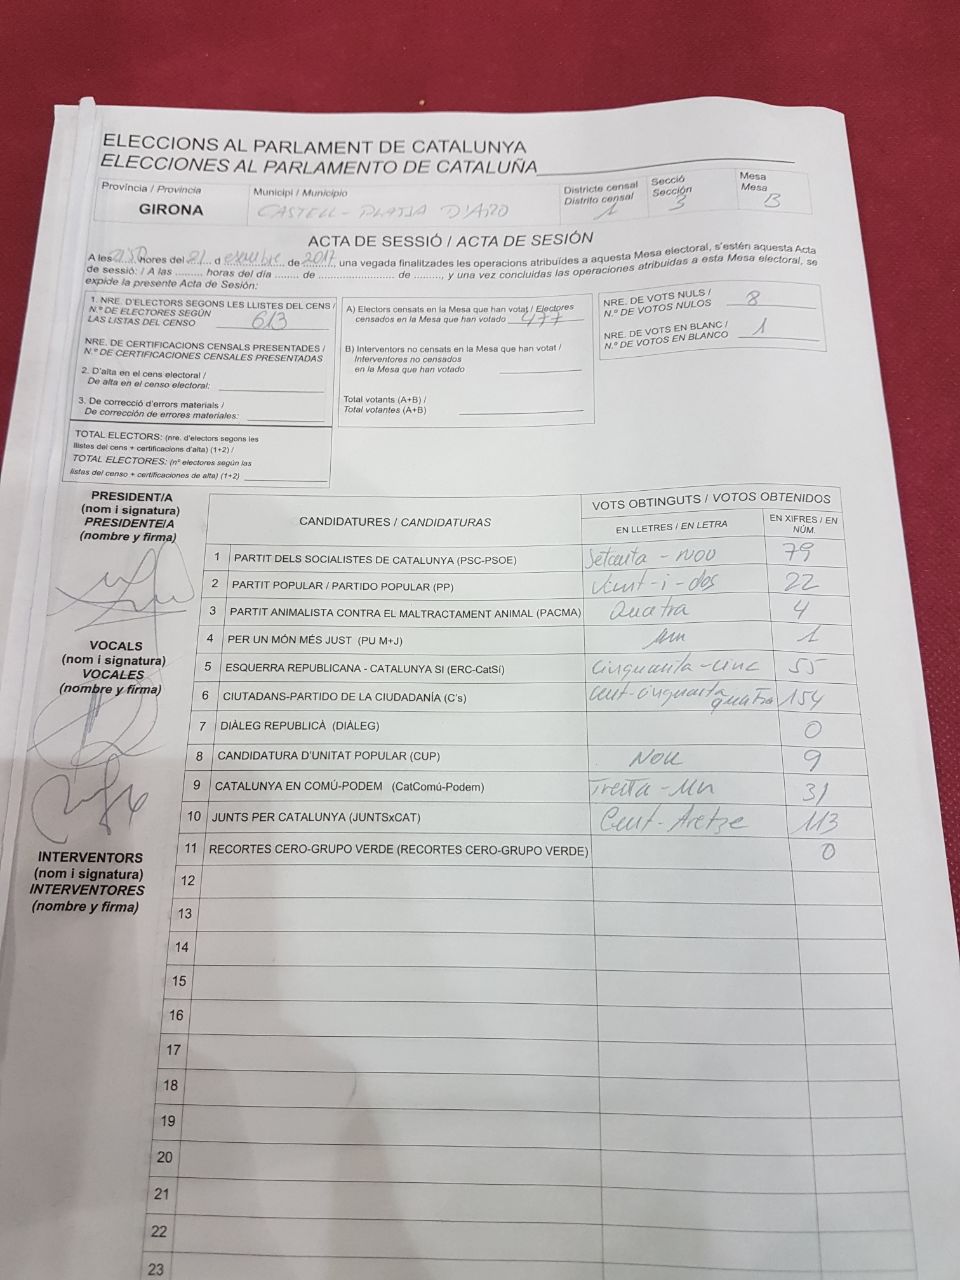 ELECCIONS AL PARLAMENT DE CATALUNYA
ELECCIONES AL PARLAMENTO DE CATALUÑA
Província / Provincia
GIRONA
Municipi / Municipio
CASTELL - PLATJA D'ARO
Districte censal
Distrito censal
1
Secció
Sección
3
Mesa
Mesa
B
ACTA DE SESSIÓ / ACTA DE SESIÓN
A les hores del 21 d de 2017, una vegada finalitzades les operacions atribuïdes a aquesta Mesa electoral, s'estén aquesta Acta
de sessió: / A las ......... horas del día ....... de ........................ de ........, y una vez concluidas las operaciones atribuidas a esta Mesa electoral, se
expide la presente Acta de Sesión:
1. NRE. D'ELECTORS SEGONS LES LLISTES DEL CENS /
N.º DE ELECTORES SEGÚN
LAS LISTAS DEL CENSO 613
NRE. DE CERTIFICACIONS CENSALS PRESENTADES /
N.º DE CERTIFICACIONES CENSALES PRESENTADAS
2. D'alta en el cens electoral /
De alta en el censo electoral:
3. De correcció d'errors materials /
De corrección de errores materiales:
TOTAL ELECTORS: (nre. d'electors segons les
llistes del cens + certificacions d'alta) (1+2) /
TOTAL ELECTORES: (nº electores según las
listas del censo + certificaciones de alta) (1+2)
A) Electors censats en la Mesa que han votat / Electores
censados en la Mesa que han votado 477
B) Interventors no censats en la Mesa que han votat /
Interventores no censados
en la Mesa que han votado
Total votants (A+B) /
Total votantes (A+B)
NRE. DE VOTS NULS /
N.º DE VOTOS NULOS 8
NRE. DE VOTS EN BLANC /
N.º DE VOTOS EN BLANCO 1
PRESIDENT/A
(nom i signatura)
PRESIDENTE/A
(nombre y firma)
VOCALS
(nom i signatura)
VOCALES
(nombre y firma)
INTERVENTORS
(nom i signatura)
INTERVENTORES
(nombre y firma)
CANDIDATURES / CANDIDATURAS
VOTS OBTINGUTS / VOTOS OBTENIDOS
EN LLETRES / EN LETRA
EN XIFRES / EN
NÚM.
1 PARTIT DELS SOCIALISTES DE CATALUNYA (PSC-PSOE) Setanta - nou 79
2 PARTIT POPULAR / PARTIDO POPULAR (PP) Vint - i - dos 22
3 PARTIT ANIMALISTA CONTRA EL MALTRACTAMENT ANIMAL (PACMA) Quatra 4
4 PER UN MÓN MÉS JUST (PU M+J) un 1
5 ESQUERRA REPUBLICANA - CATALUNYA SI (ERC-CatSí) Cinquanta - cinc 55
6 CIUTADANS-PARTIDO DE LA CIUDADANÍA (C's) Cent-cinquanta quatra 154
7 DIÀLEG REPUBLICÀ (DIÀLEG) 0
8 CANDIDATURA D'UNITAT POPULAR (CUP) Nou 9
9 CATALUNYA EN COMÚ-PODEM (CatComú-Podem) Treita - un 31
10 JUNTS PER CATALUNYA (JUNTSxCAT) Cent - tretze 113
11 RECORTES CERO-GRUPO VERDE (RECORTES CERO-GRUPO VERDE) 0
12
13
14
15
16
17
18
19
20
21
22
23